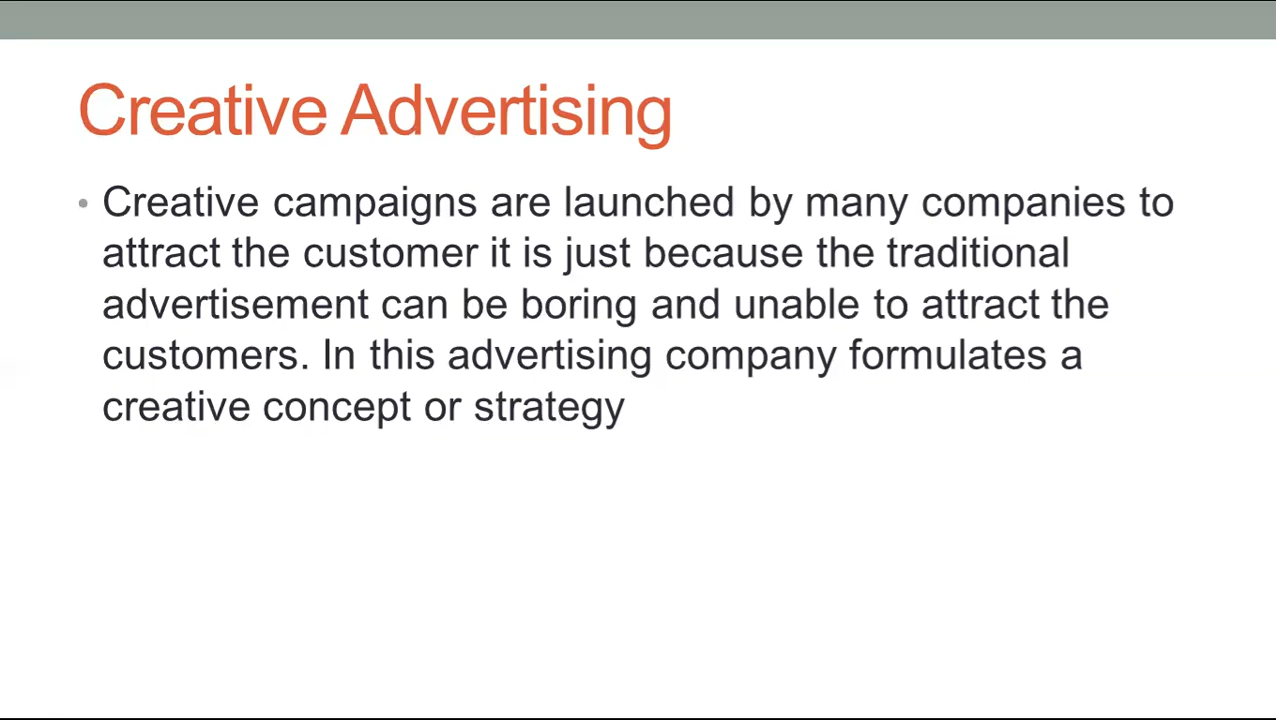 Creative Advertising
• Creative campaigns are launched by many companies to
attract the customer it is just because the traditional
advertisement can be boring and unable to attract the
customers. In this advertising company formulates a
creative concept or strategy